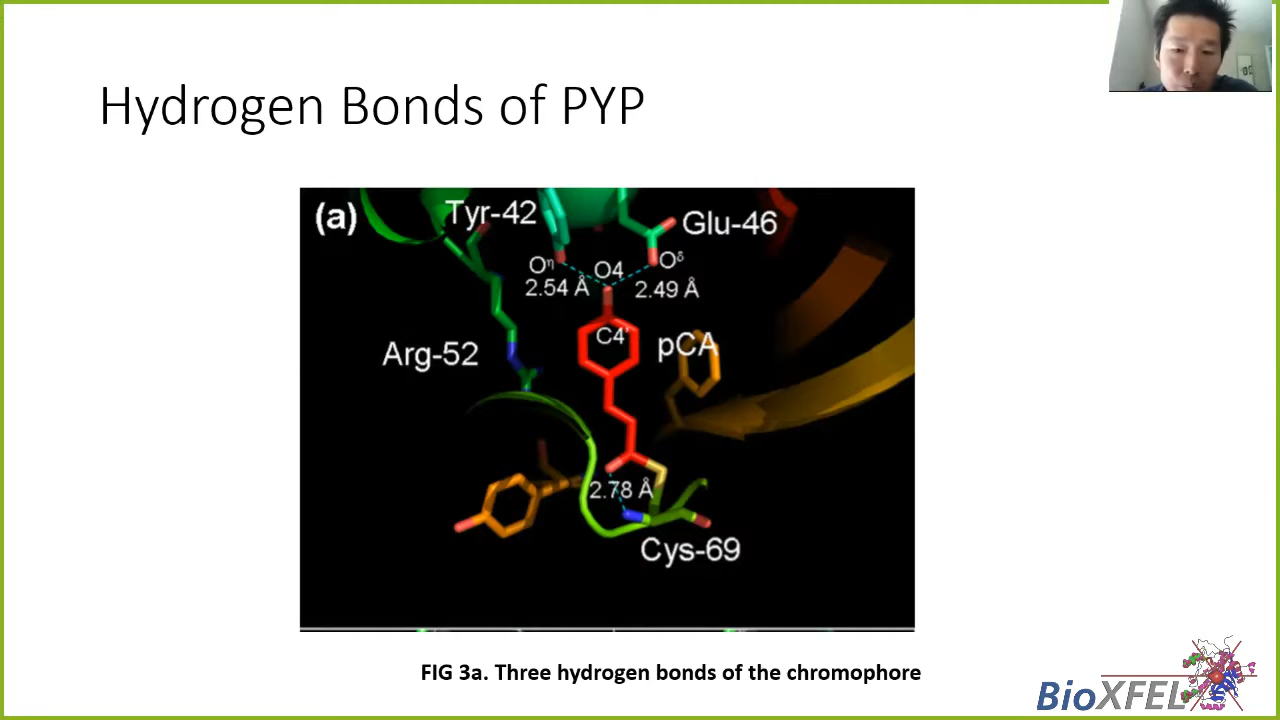 Hydrogen Bonds of PYP
(a)
Tyr-42
Glu-46
Oη
O4
Oδ
2.54 Å
2.49 Å
C4'
pCA
Arg-52
2.78 Å
Cys-69
FIG 3a. Three hydrogen bonds of the chromophore
BioXFEL